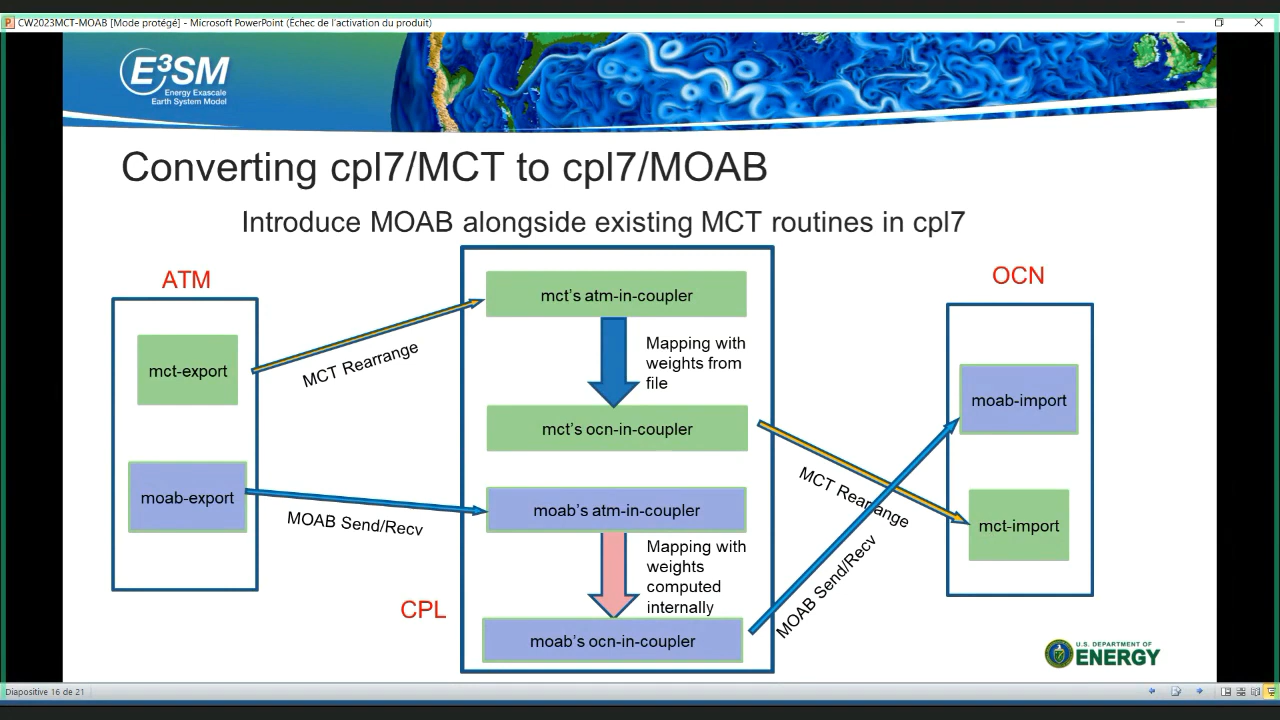 CW2023MCT-MOAB [Mode protégé] - Microsoft PowerPoint (Échec de l'activation du produit)
E³SM
Energy Exascale
Earth System Model
Converting cpl7/MCT to cpl7/MOAB
Introduce MOAB alongside existing MCT routines in cpl7
ATM
OCN
mct's atm-in-coupler
Mapping with
weights from
file
MCT Rearrange
mct-export
moab-import
mct's ocn-in-coupler
MCT Rearrange
moab-export
moab's atm-in-coupler
MOAB Send/Recv
mct-import
Mapping with
weights
computed
internally
MOAB Send/Recv
CPL
moab's ocn-in-coupler
U.S. DEPARTMENT OF
ENERGY
Diapositive 16 de 21